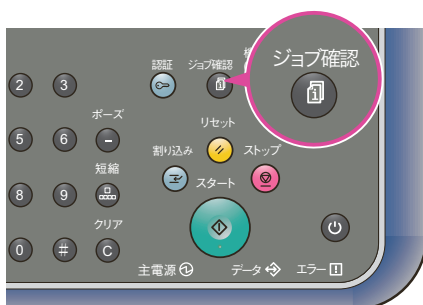 認証
ジョブ確認
ジョブ確認
2
3
ポーズ
リセット
5
6
割り込み
ストップ
短縮
スタート
8
9
クリア
0
#
C
主電源
データ
エラー